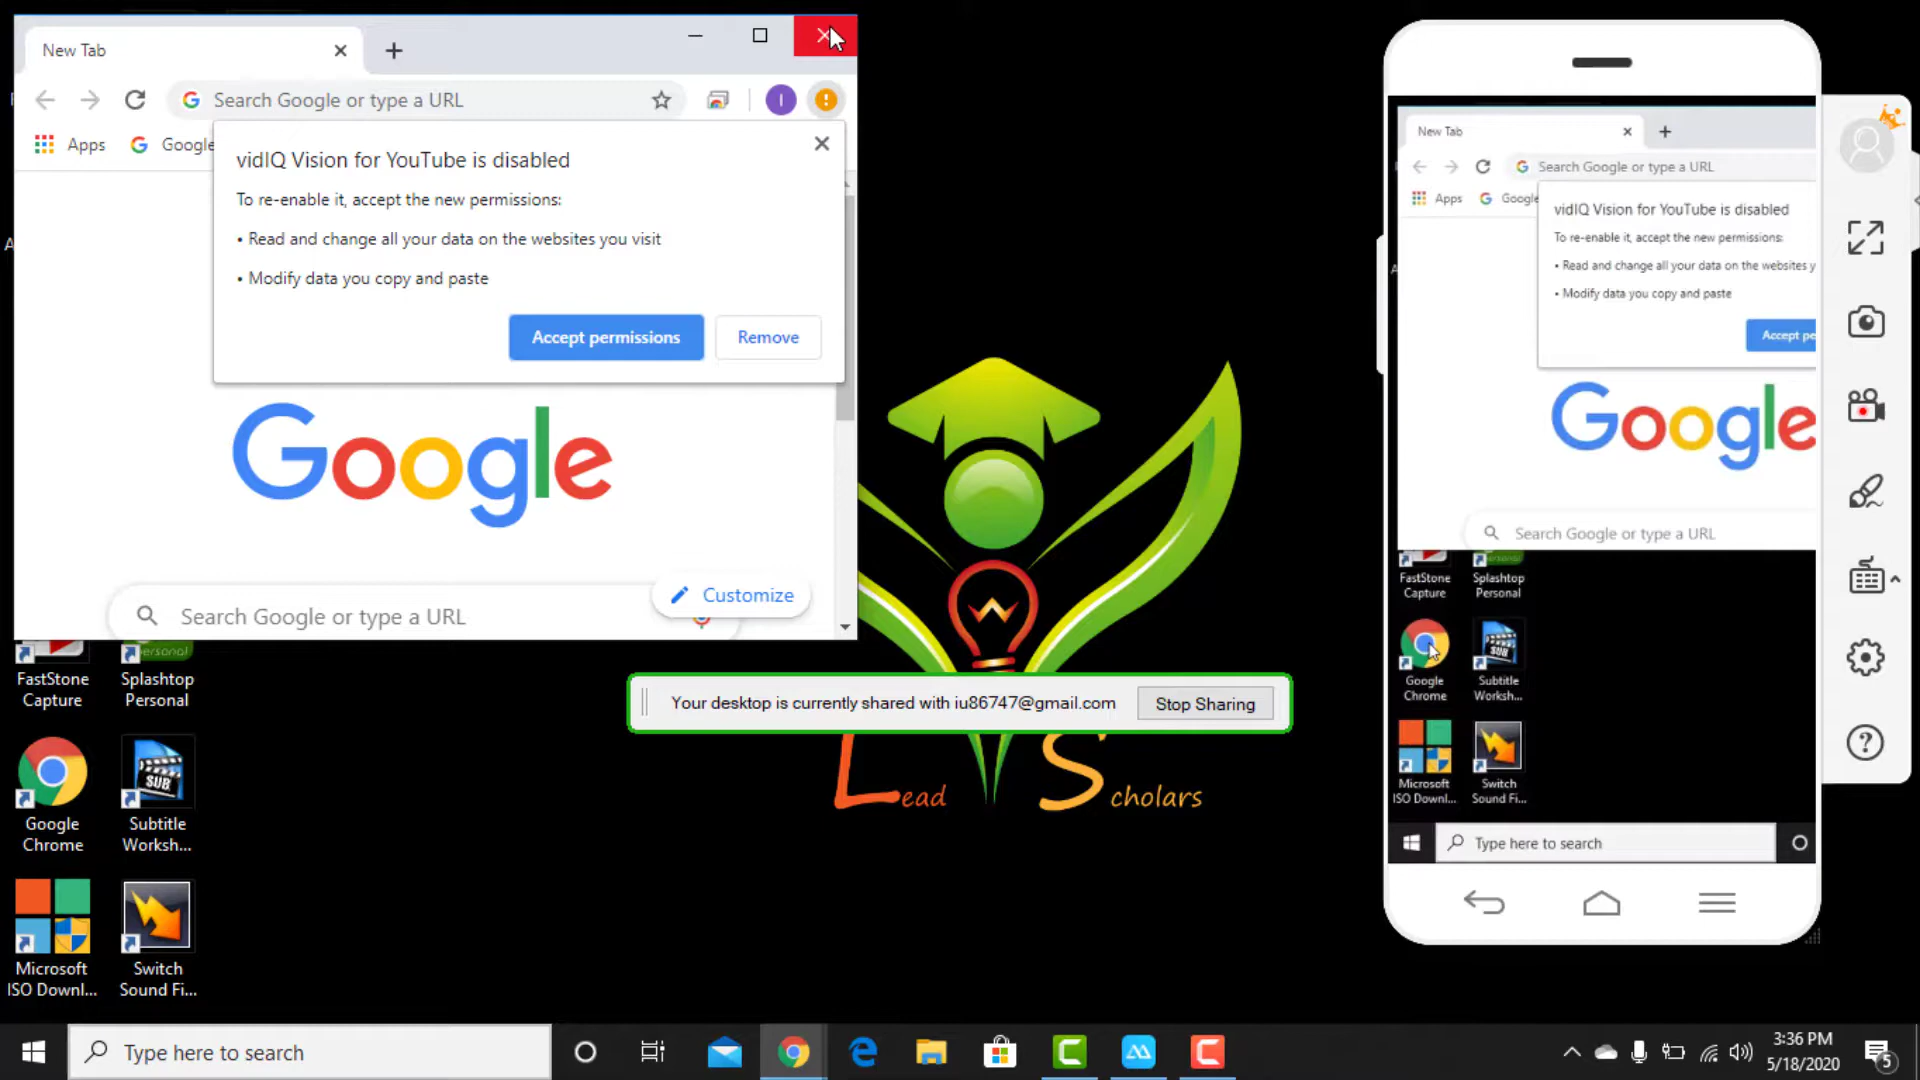 New Tab
Search Google or type a URL
Apps
Google
vidIQ Vision for YouTube is disabled
To re-enable it, accept the new permissions:
• Read and change all your data on the websites you visit
• Modify data you copy and paste
Accept permissions
Remove
Google
Customize
Search Google or type a URL
personal
FastStone
Capture
Splashtop
Personal
Google
Chrome
SUB
Subtitle
Worksh...
Microsoft
ISO Downl...
Switch
Sound Fi...
Your desktop is currently shared with iu86747@gmail.com
Stop Sharing
Lead Scholars
New Tab
Search Google or type a URL
Apps
Google
vidIQ Vision for YouTube is disabled
To re-enable it, accept the new permissions:
• Read and change all your data on the websites y
• Modify data you copy and paste
Accept pe
Google
Search Google or type a URL
FastStone
Capture
Splashtop
Personal
Google
Chrome
SUB
Subtitle
Worksh...
Microsoft
ISO Downl...
Switch
Sound Fi...
Type here to search
Type here to search
3:36 PM
5/18/2020
5